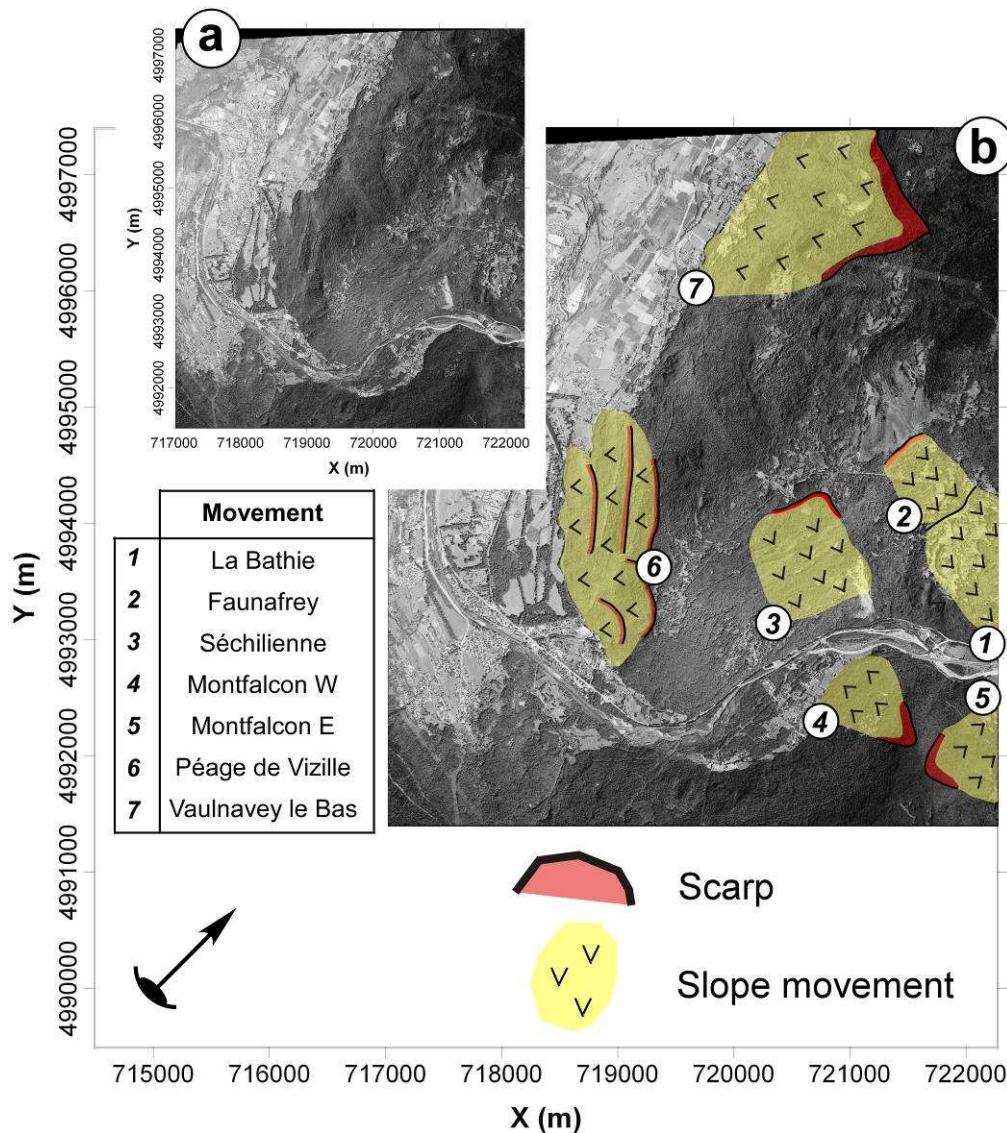 a
4997000
4996000
4995000
4994000
4993000
4992000
Y (m)
717000 718000 719000 720000 721000 722000
X (m)
b
4997000
4996000
4995000
4994000
4993000
4992000
4991000
4990000
Y (m)
7
6
2
3
1
4
5
Movement
1 La Bathie
2 Faunafrey
3 Séchilienne
4 Montfalcon W
5 Montfalcon E
6 Péage de Vizille
7 Vaulnavey le Bas
Scarp
Slope movement
715000 716000 717000 718000 719000 720000 721000 722000
X (m)